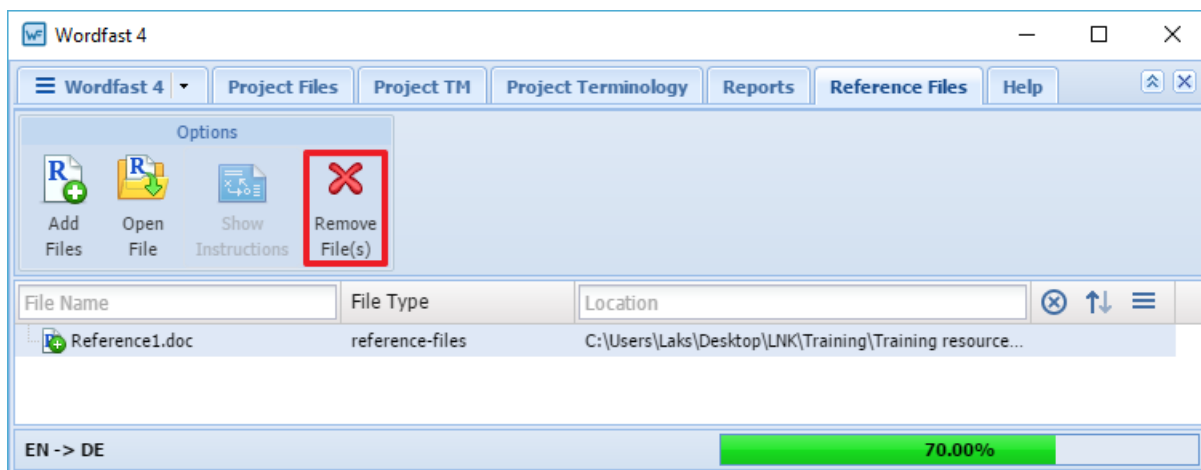 Wordfast 4
Wordfast 4 Project Files Project TM Project Terminology Reports Reference Files Help
Options
Add Files
Open File
Show Instructions
Remove File(s)
File Name File Type Location
Reference1.doc reference-files C:\Users\Laks\Desktop\LNK\Training\Training resource...
EN -> DE 70.00%